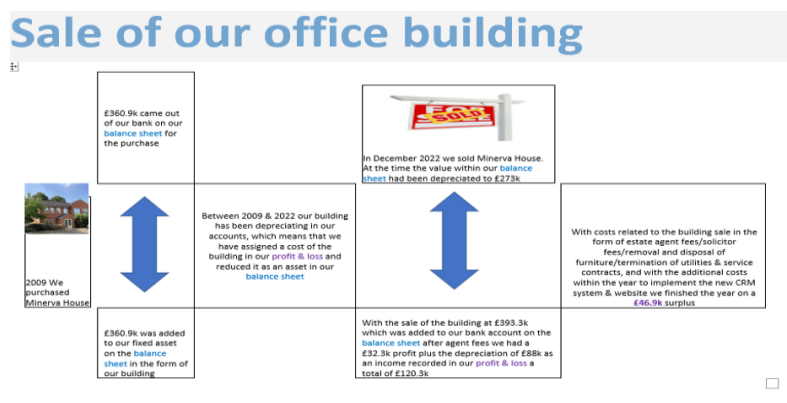 Sale of our office building
£360.9k came out
of our bank on our
balance sheet for
the purchase
SOLD
In December 2022 we sold Minerva House.
At the time the value within our balance
sheet had been depreciated to £273k
2009 We
purchased
Minerva House
Between 2009 & 2022 our building
has been depreciating in our
accounts, which means that we
have assigned a cost of the
building in our profit & loss and
reduced it as an asset in our
balance sheet
With costs related to the building sale in the
form of estate agent fees/solicitor
fees/removal and disposal of
furniture/termination of utilities & service
contracts, and with the additional costs
within the year to implement the new CRM
system & website we finished the year on a
£46.9k surplus
£360.9k was added
to our fixed asset
on the balance
sheet in the form of
our building
With the sale of the building at £393.3k
which was added to our bank account on the
balance sheet after agent fees we had a
£32.3k profit plus the depreciation of £88k as
an income recorded in our profit & loss a
total of £120.3k